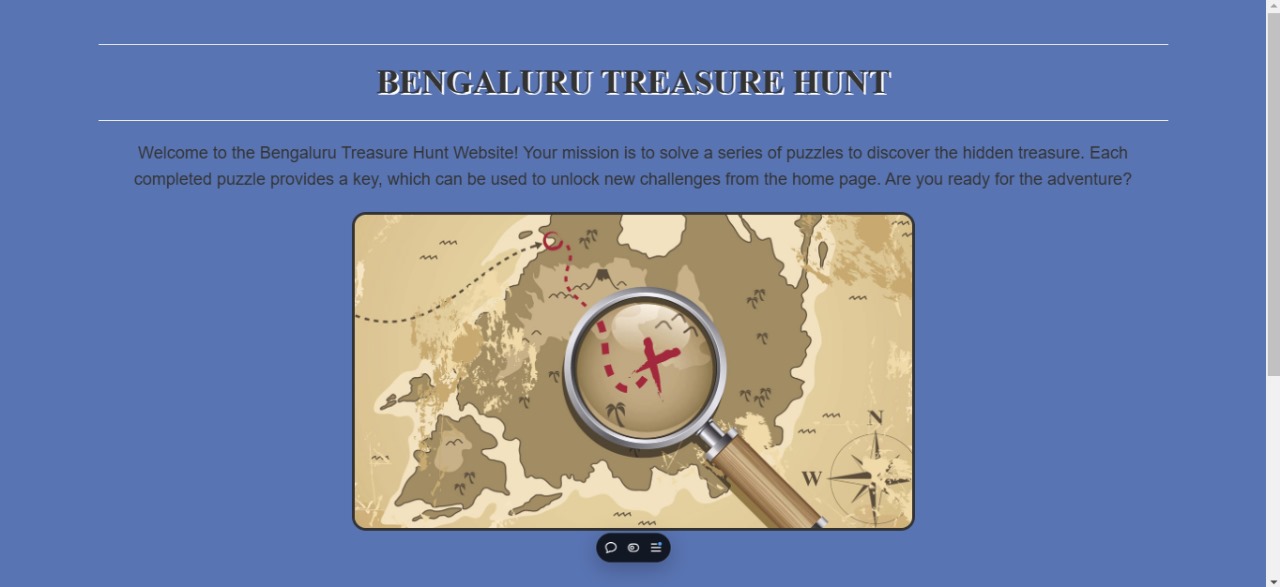 BENGALURU TREASURE HUNT
Welcome to the Bengaluru Treasure Hunt Website! Your mission is to solve a series of puzzles to discover the hidden treasure. Each
completed puzzle provides a key, which can be used to unlock new challenges from the home page. Are you ready for the adventure?
N
W